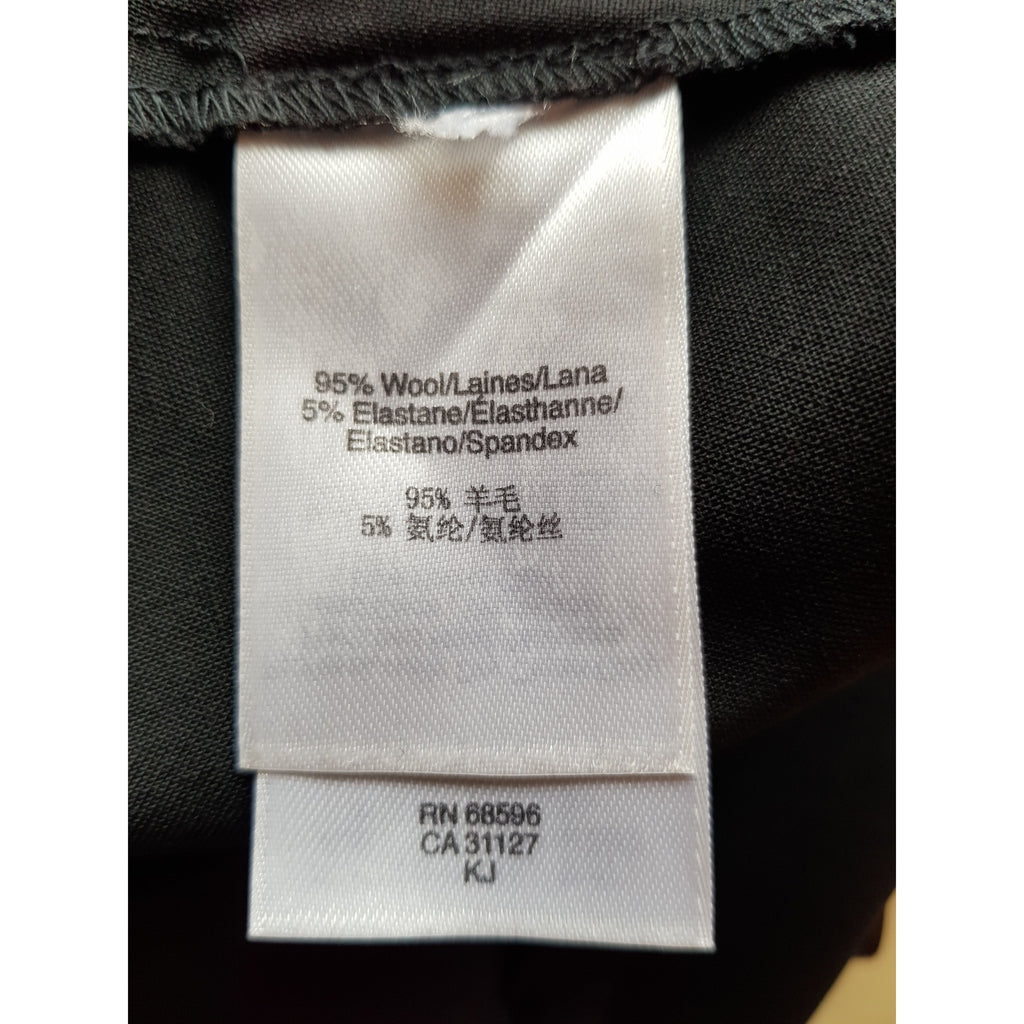 95% Wool/Laines/Lana
5% Elastane/Élasthanne/
Elastano/Spandex
95% 羊毛
5% 氨纶/氨纶丝
RN 68596
CA 31127
KJ